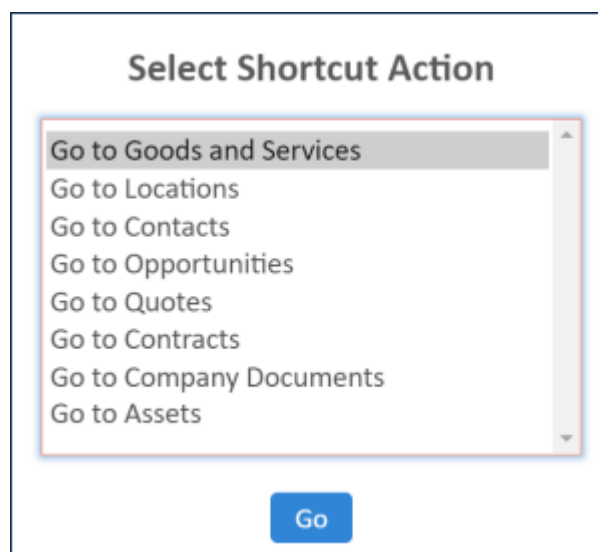 Select Shortcut Action
Go to Goods and Services
Go to Locations
Go to Contacts
Go to Opportunities
Go to Quotes
Go to Contracts
Go to Company Documents
Go to Assets
Go